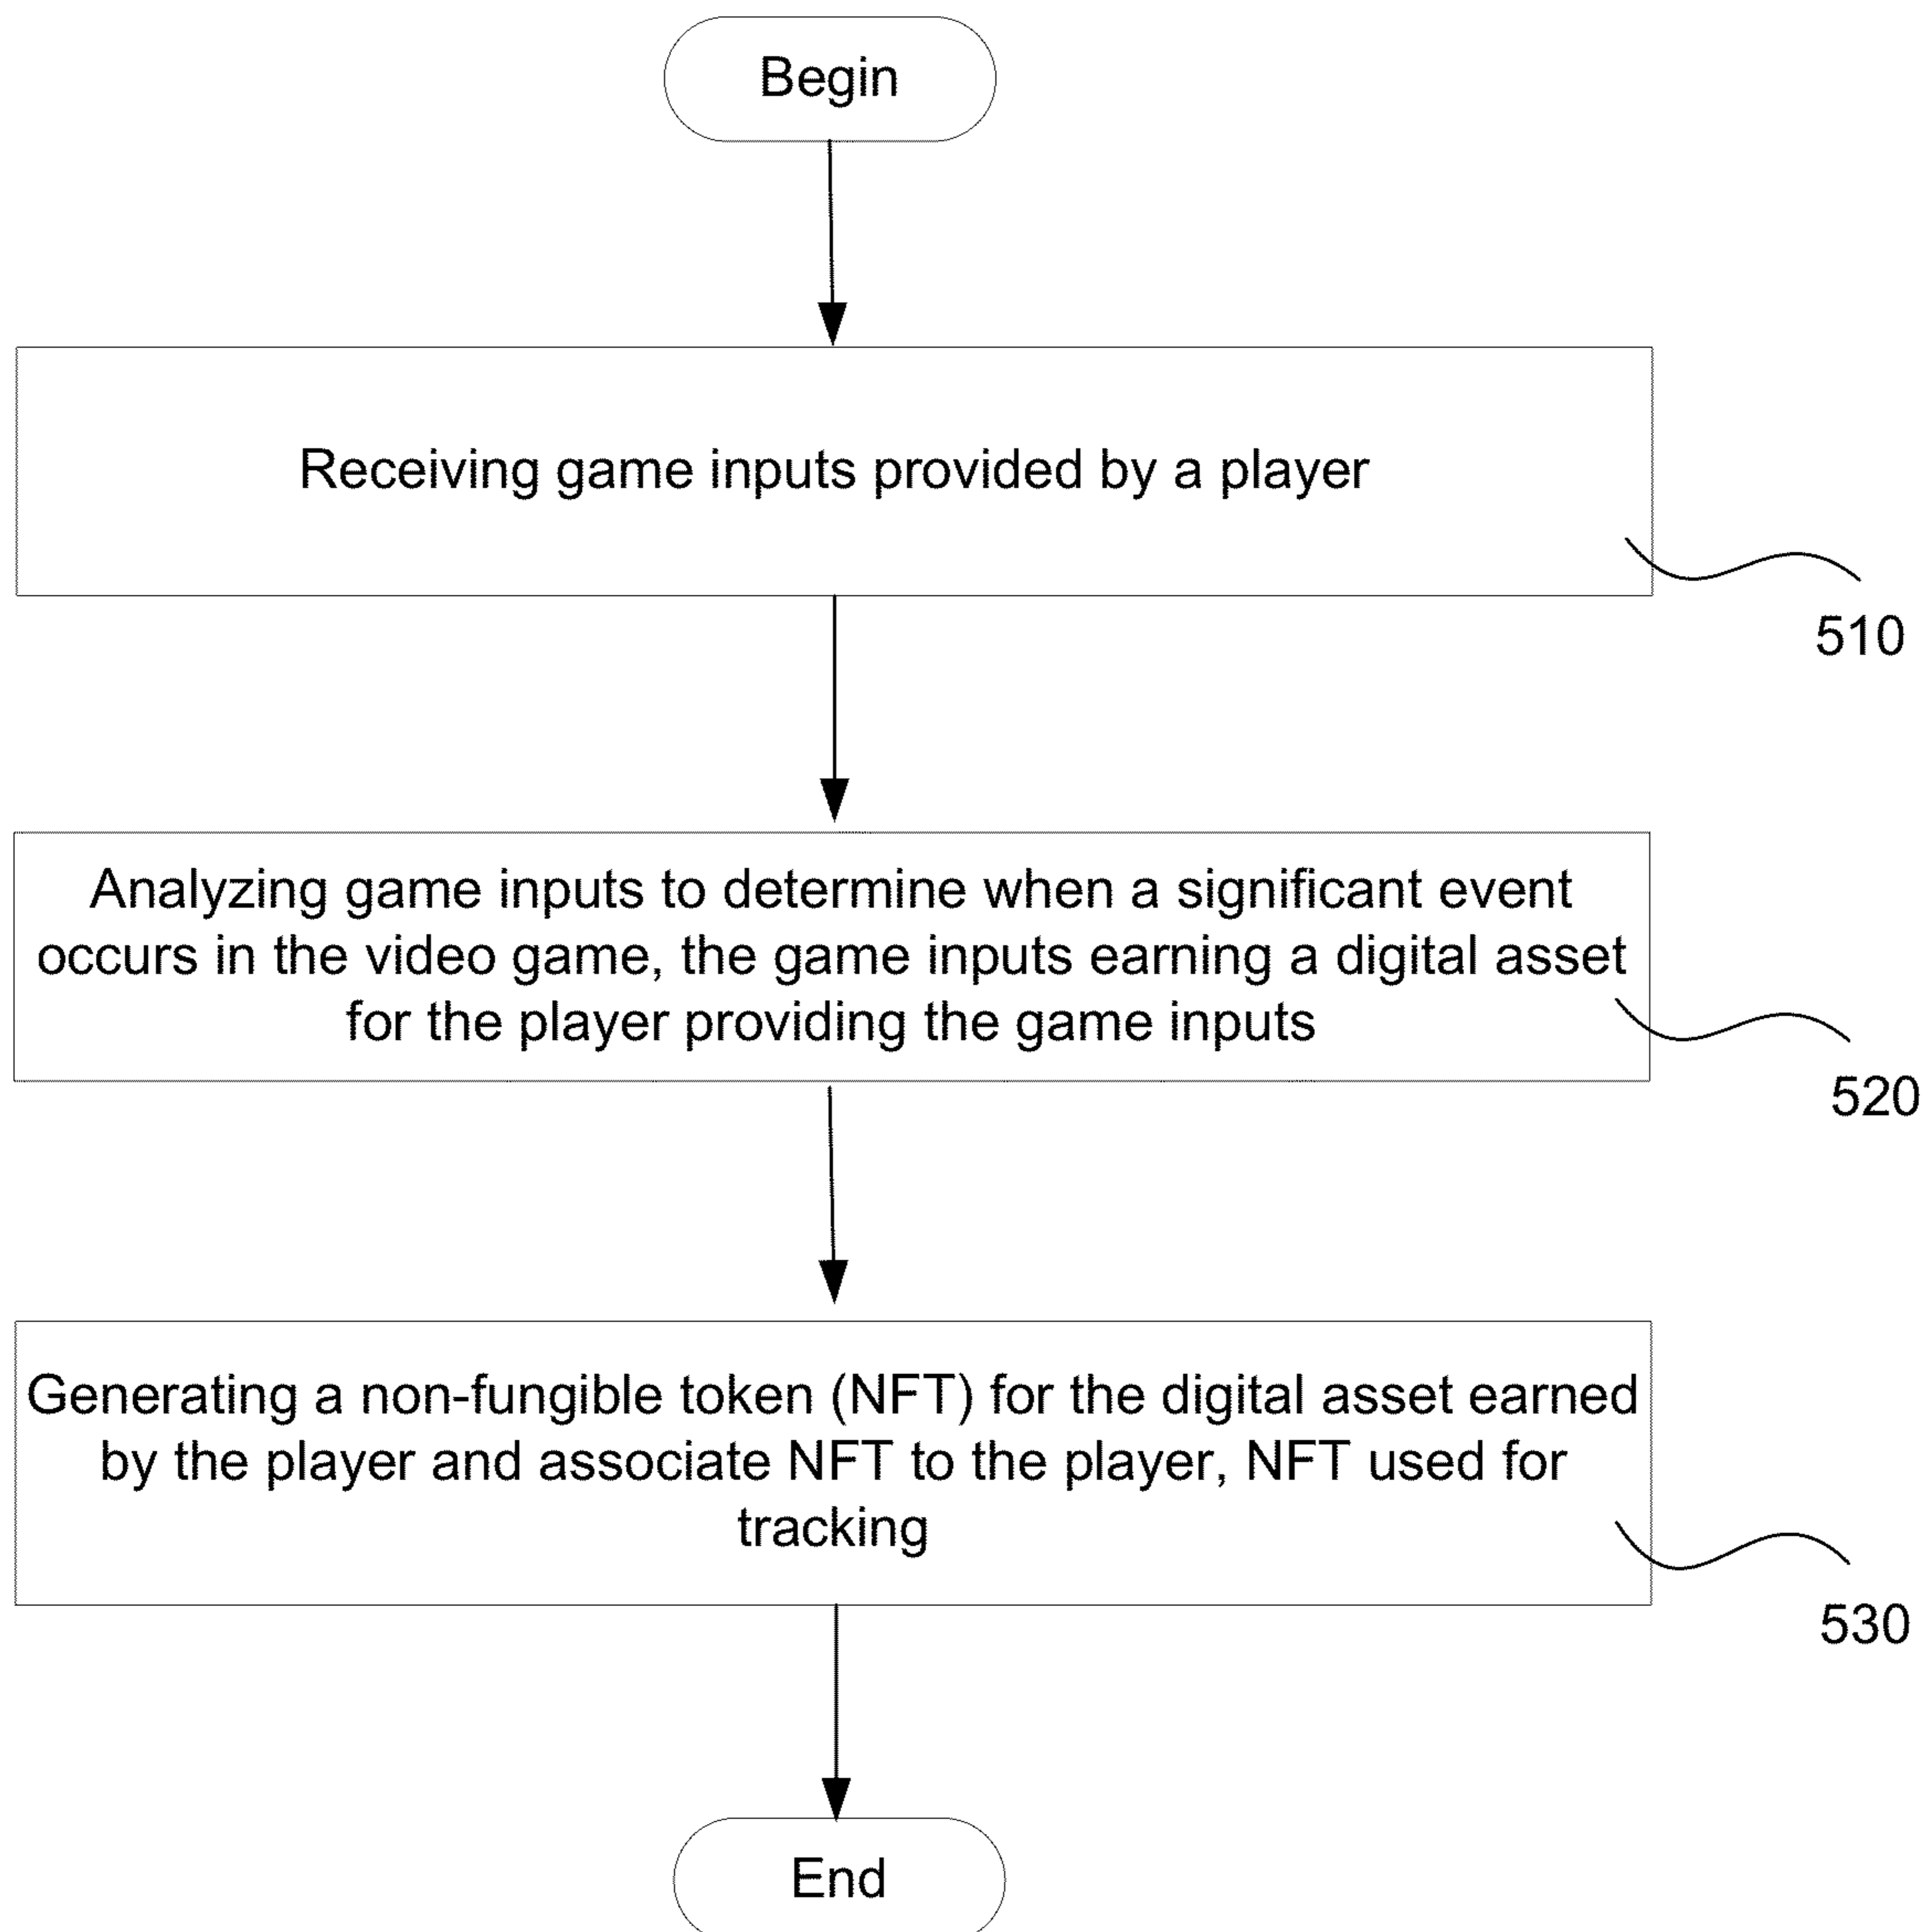 Begin
Receiving game inputs provided by a player
510
Analyzing game inputs to determine when a significant event
occurs in the video game, the game inputs earning a digital asset
for the player providing the game inputs
520
Generating a non-fungible token (NFT) for the digital asset earned
by the player and associate NFT to the player, NFT used for
tracking
530
End